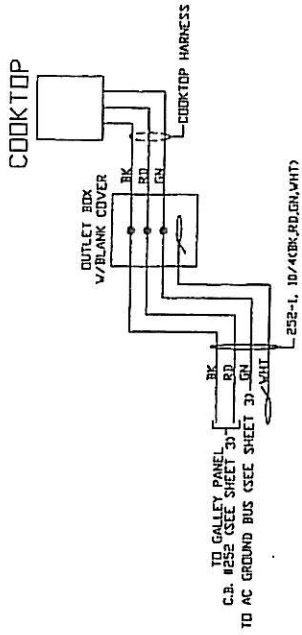 COOKTOP
COOKTOP HARNESS
OUTLET BOX
W/BLANK COVER
BK
RD
GN
BK
RD
GN
WHT
252-1, 10/4(BK,RD,GN,WHT)
TO GALLEY PANEL
C.B. #252 (SEE SHEET 3)
TO AC GROUND BUS (SEE SHEET 3)